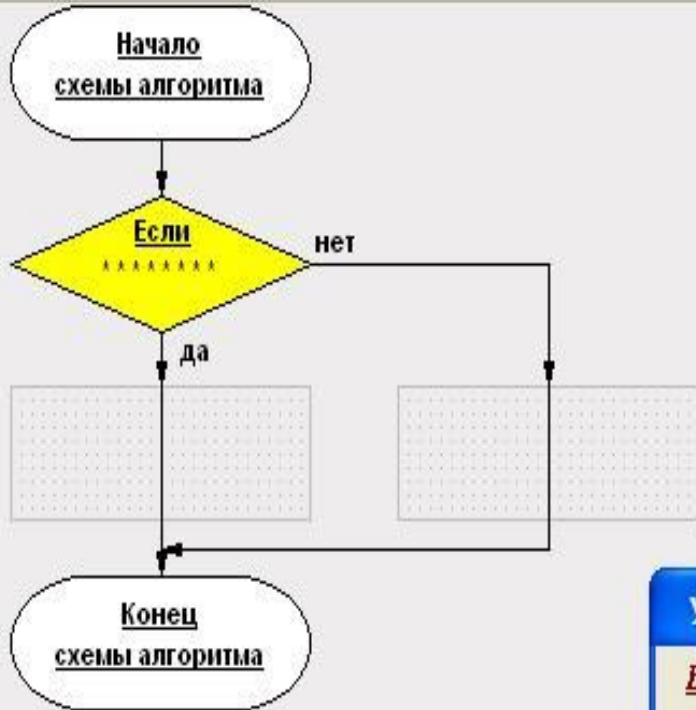 Начало
схемы алгоритма
Если
********
нет
да
Конец
схемы алгоритма